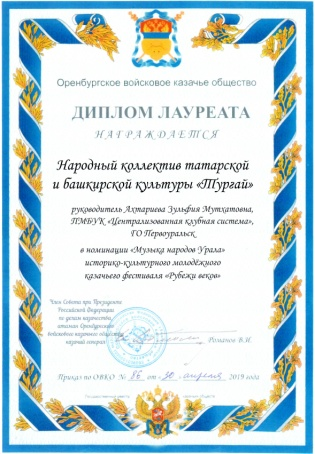 Оренбургское войсковое казачье общество
ДИПЛОМ ЛАУРЕАТА
НАГРАЖДАЕТСЯ
Народный коллектив татарской
и башкирской культуры «Тургай»
руководитель Ахтариева Зульфия Мутхатовна,
ПМБУК «Централизованная клубная система»,
ГО Первоуральск
в номинации «Музыка народов Урала»
историко-культурного молодёжного
казачьего фестиваля «Рубежи веков»
Член Совета при Президенте
Российской Федерации
по делам казачества,
атаман Оренбургского
войскового казачьего общества
казачий генерал
Романов В.И.
Приказ по ОВКО № 86 от «30» апреля 2019 года